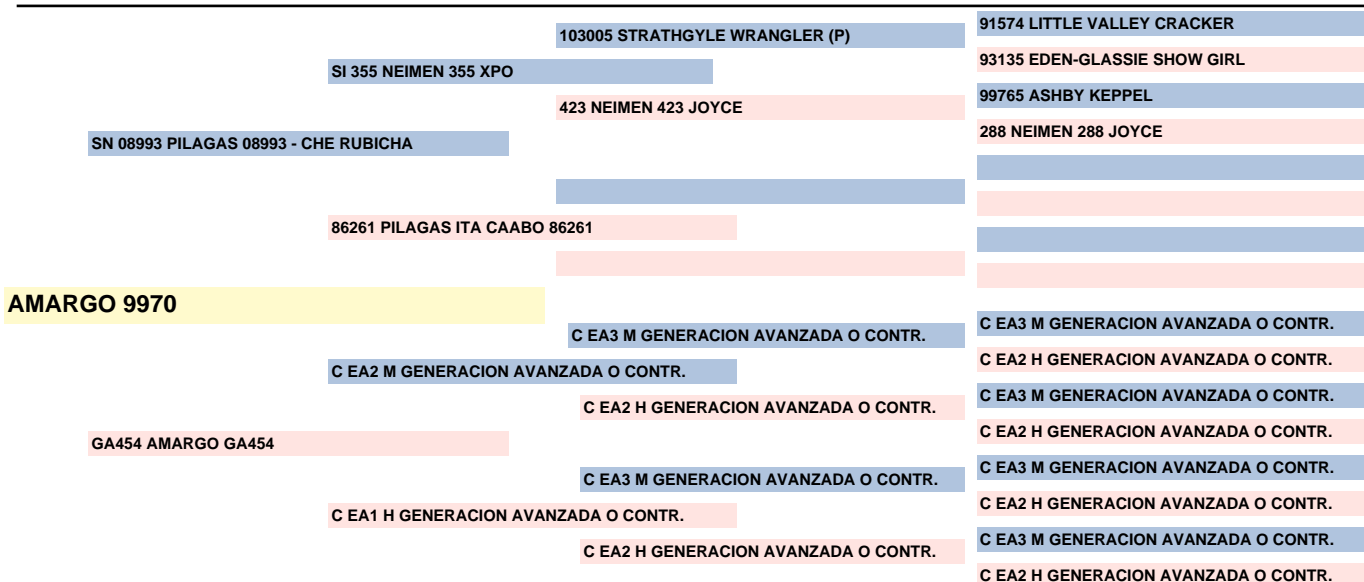 91574 LITTLE VALLEY CRACKER
103005 STRATHGYLE WRANGLER (P)
93135 EDEN-GLASSIE SHOW GIRL
SI 355 NEIMEN 355 XPO
99765 ASHBY KEPPEL
423 NEIMEN 423 JOYCE
288 NEIMEN 288 JOYCE
SN 08993 PILAGAS 08993 - CHE RUBICHA
86261 PILAGAS ITA CAABO 86261
AMARGO 9970
C EA3 M GENERACION AVANZADA O CONTR.
C EA3 M GENERACION AVANZADA O CONTR.
C EA2 H GENERACION AVANZADA O CONTR.
C EA2 M GENERACION AVANZADA O CONTR.
C EA3 M GENERACION AVANZADA O CONTR.
C EA2 H GENERACION AVANZADA O CONTR.
C EA2 H GENERACION AVANZADA O CONTR.
GA454 AMARGO GA454
C EA3 M GENERACION AVANZADA O CONTR.
C EA3 M GENERACION AVANZADA O CONTR.
C EA2 H GENERACION AVANZADA O CONTR.
C EA1 H GENERACION AVANZADA O CONTR.
C EA3 M GENERACION AVANZADA O CONTR.
C EA2 H GENERACION AVANZADA O CONTR.
C EA2 H GENERACION AVANZADA O CONTR.